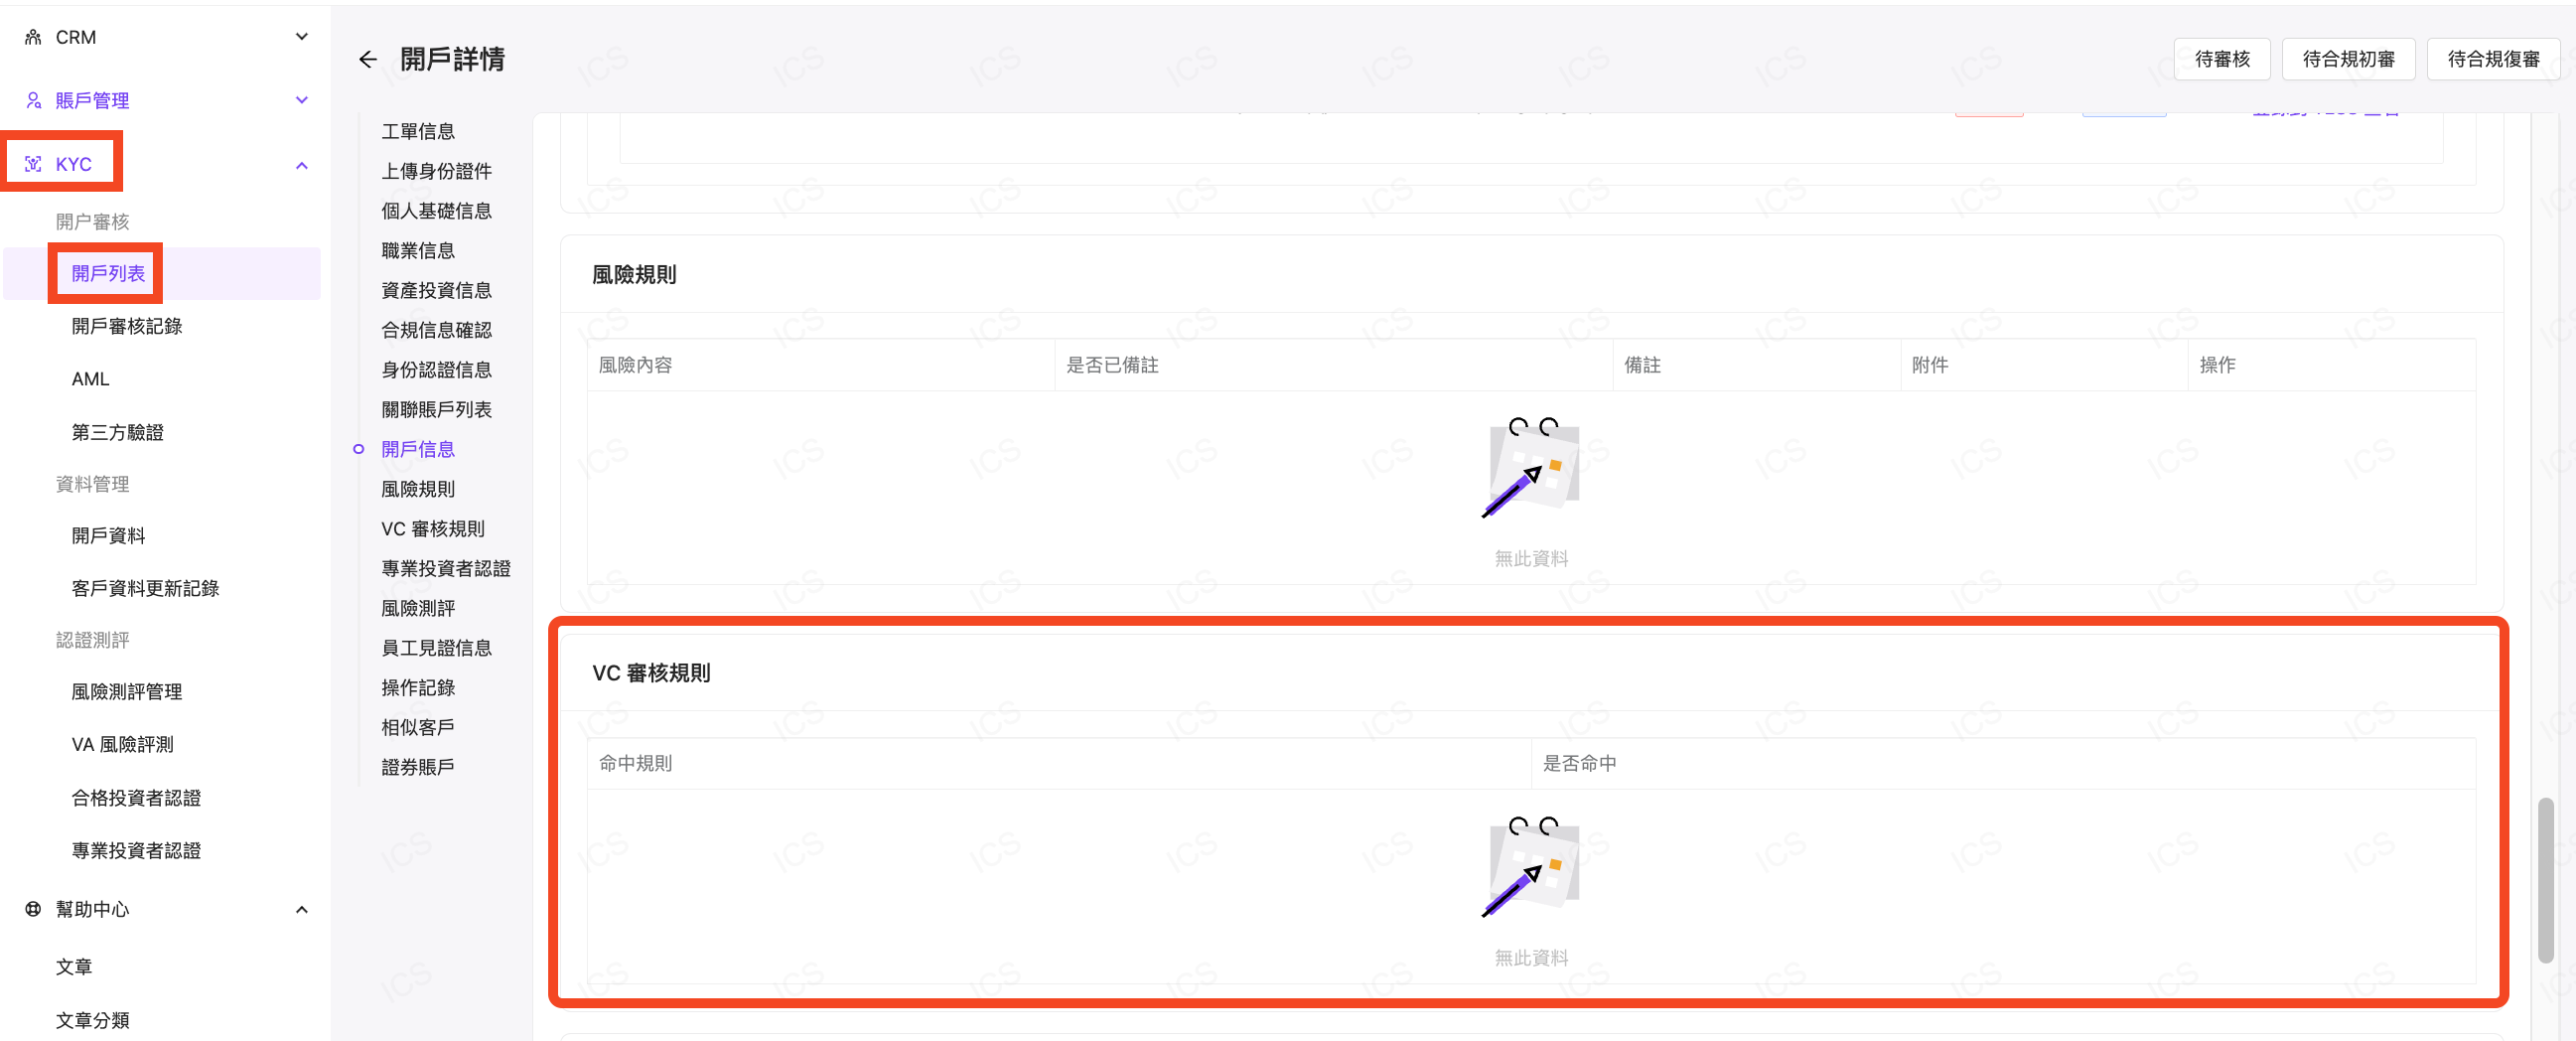 CRM
賬戶管理
KYC
開户審核
開戶列表
開戶審核記錄
AML
第三方驗證
資料管理
開戶資料
客戶資料更新記錄
認證測評
風險測評管理
VA 風險評測
合格投資者認證
專業投資者認證
幫助中心
文章
文章分類
開戶詳情
待審核
待合規初審
待合規復審
工單信息
上傳身份證件
個人基礎信息
職業信息
資產投資信息
合規信息確認
身份認證信息
關聯賬戶列表
開戶信息
風險規則
VC 審核規則
專業投資者認證
風險測評
員工見證信息
操作記錄
相似客戶
證券賬戶
風險規則
風險內容
是否已備註
備註
附件
操作
無此資料
VC 審核規則
命中規則
是否命中
無此資料
ICS